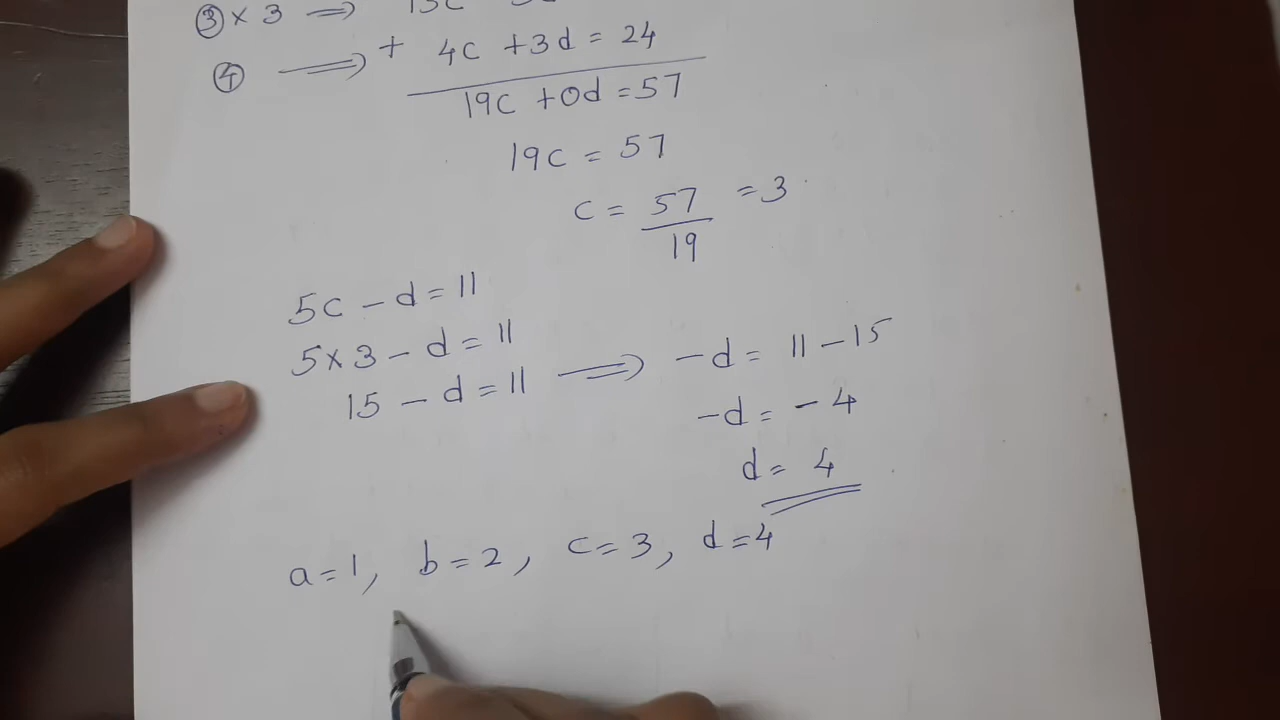 ③ × 3 ⟹ 15c
④ ⟹ + 4c + 3d = 24
19c + 0d = 57
19c = 57
c = 57/19 = 3
5c - d = 11
5×3 - d = 11
15 - d = 11 ⟹ -d = 11 - 15
-d = -4
d = 4
a=1, b=2, c=3, d=4